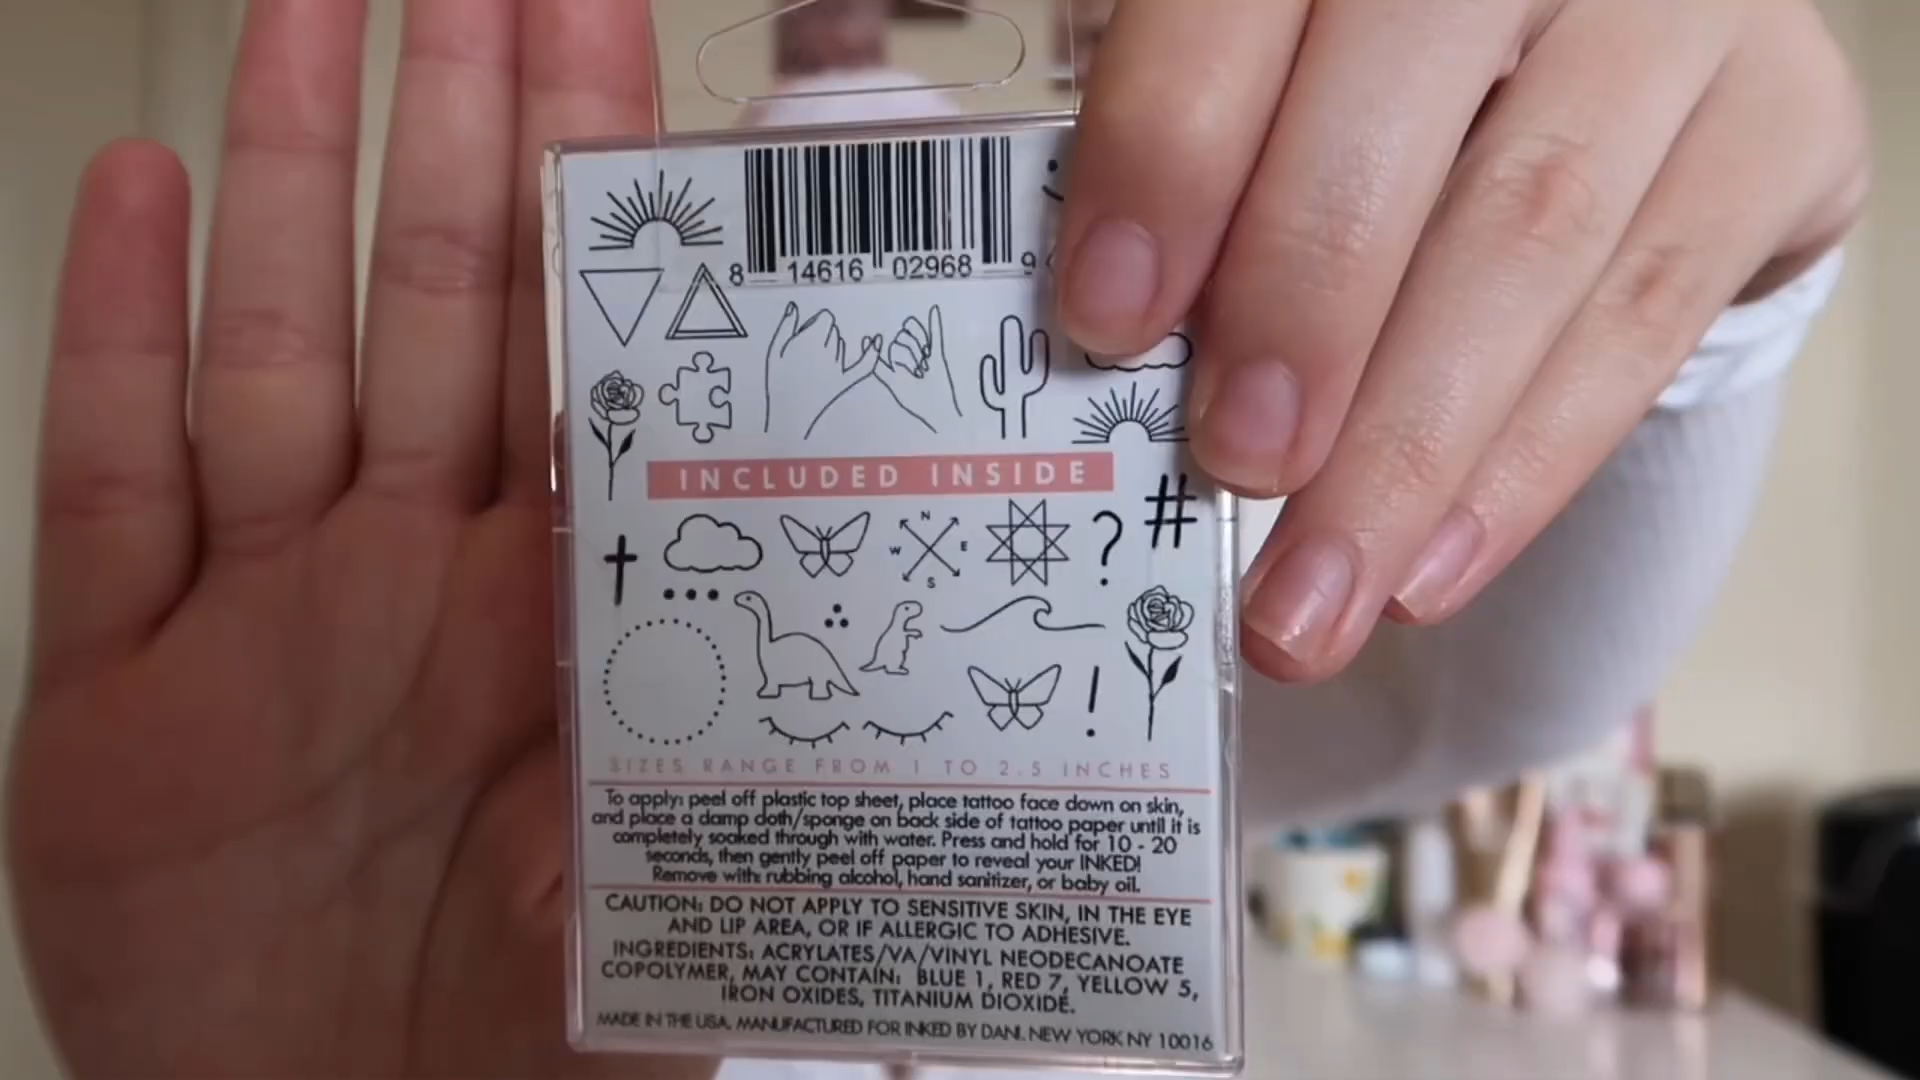 8 14616 02968 9
INCLUDED INSIDE
#
?
N
W E
S
!
SIZES RANGE FROM 1 TO 2.5 INCHES
To apply: peel off plastic top sheet, place tattoo face down on skin,
and place a damp cloth/sponge on back side of tattoo paper until it is
completely soaked through with water. Press and hold for 10 - 20
seconds, then gently peel off paper to reveal your INKED!
Remove with: rubbing alcohol, hand sanitizer, or baby oil.
CAUTION: DO NOT APPLY TO SENSITIVE SKIN, IN THE EYE
AND LIP AREA, OR IF ALLERGIC TO ADHESIVE.
INGREDIENTS: ACRYLATES/VA/VINYL NEODECANOATE
COPOLYMER, MAY CONTAIN: BLUE 1, RED 7, YELLOW 5,
IRON OXIDES, TITANIUM DIOXIDE.
MADE IN THE USA. MANUFACTURED FOR INKED BY DANI. NEW YORK NY 10016